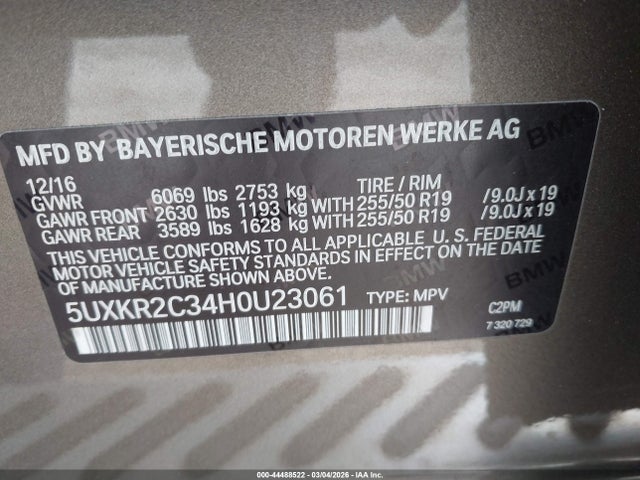 MFD BY BAYERISCHE MOTOREN WERKE AG
12/16
GVWR 6069 lbs 2753 kg TIRE / RIM
GAWR FRONT 2630 lbs 1193 kg WITH 255/50 R19 /9.0J x 19
GAWR REAR 3589 lbs 1628 kg WITH 255/50 R19 /9.0J x 19
THIS VEHICLE CONFORMS TO ALL APPLICABLE U. S. FEDERAL
MOTOR VEHICLE SAFETY STANDARDS IN EFFECT ON THE DATE
OF MANUFACTURE SHOWN ABOVE.
5UXKR2C34H0U23061 TYPE: MPV
C2PM
7 320 729
000-44488522 - 03/04/2026 - IAA Inc.